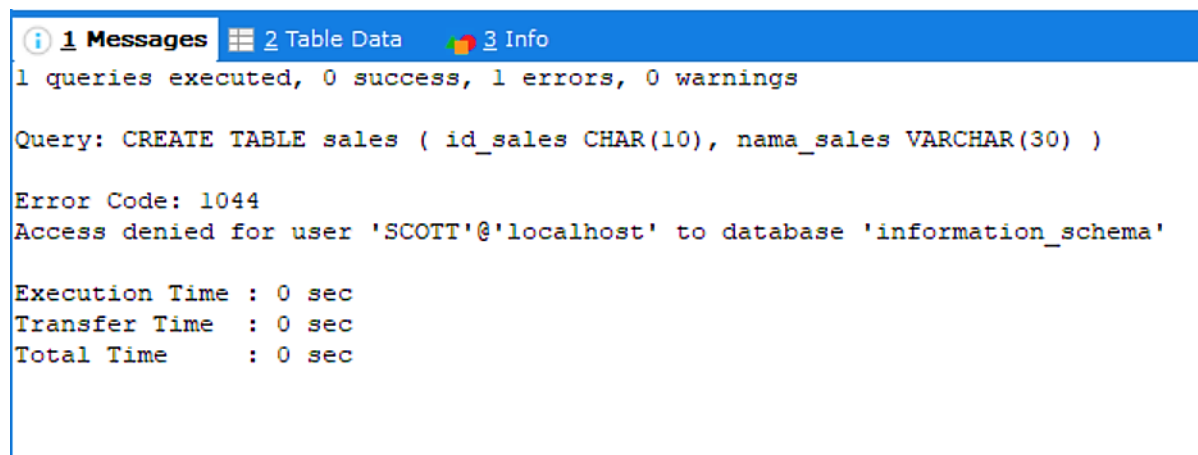 1 Messages 2 Table Data 3 Info
1 queries executed, 0 success, 1 errors, 0 warnings
Query: CREATE TABLE sales ( id_sales CHAR(10), nama_sales VARCHAR(30) )
Error Code: 1044
Access denied for user 'SCOTT'@'localhost' to database 'information_schema'
Execution Time : 0 sec
Transfer Time : 0 sec
Total Time : 0 sec